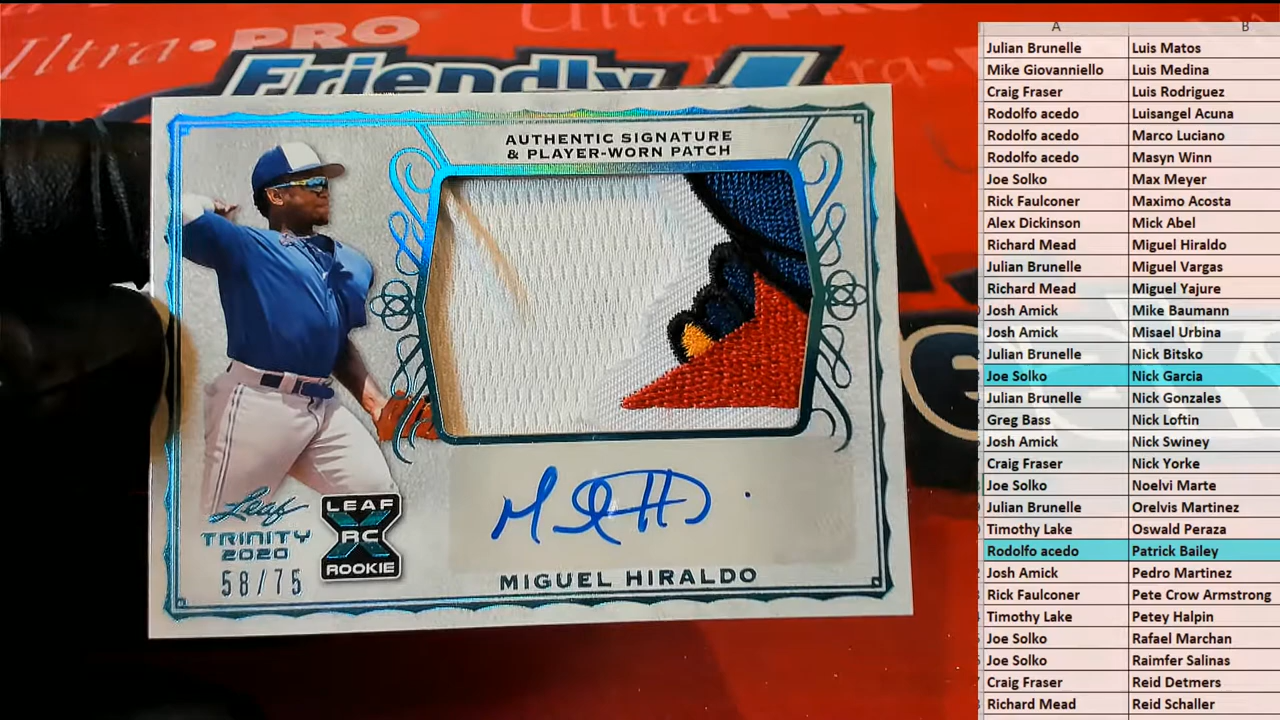 Ultra•PRO
Ultra•PRO
Friendly
AUTHENTIC SIGNATURE
& PLAYER-WORN PATCH
Leaf
TRINITY
2020
58/75
LEAF
RC
ROOKIE
MIGUEL HIRALDO
A B
Julian Brunelle Luis Matos
Mike Giovanniello Luis Medina
Craig Fraser Luis Rodriguez
Rodolfo acedo Luisangel Acuna
Rodolfo acedo Marco Luciano
Rodolfo acedo Masyn Winn
Joe Solko Max Meyer
Rick Faulconer Maximo Acosta
Alex Dickinson Mick Abel
Richard Mead Miguel Hiraldo
Julian Brunelle Miguel Vargas
Richard Mead Miguel Yajure
Josh Amick Mike Baumann
Josh Amick Misael Urbina
Julian Brunelle Nick Bitsko
Joe Solko Nick Garcia
Julian Brunelle Nick Gonzales
Greg Bass Nick Loftin
Josh Amick Nick Swiney
Craig Fraser Nick Yorke
Joe Solko Noelvi Marte
Julian Brunelle Orelvis Martinez
Timothy Lake Oswald Peraza
Rodolfo acedo Patrick Bailey
Josh Amick Pedro Martinez
Rick Faulconer Pete Crow Armstrong
Timothy Lake Petey Halpin
Joe Solko Rafael Marchan
Joe Solko Raimfer Salinas
Craig Fraser Reid Detmers
Richard Mead Reid Schaller